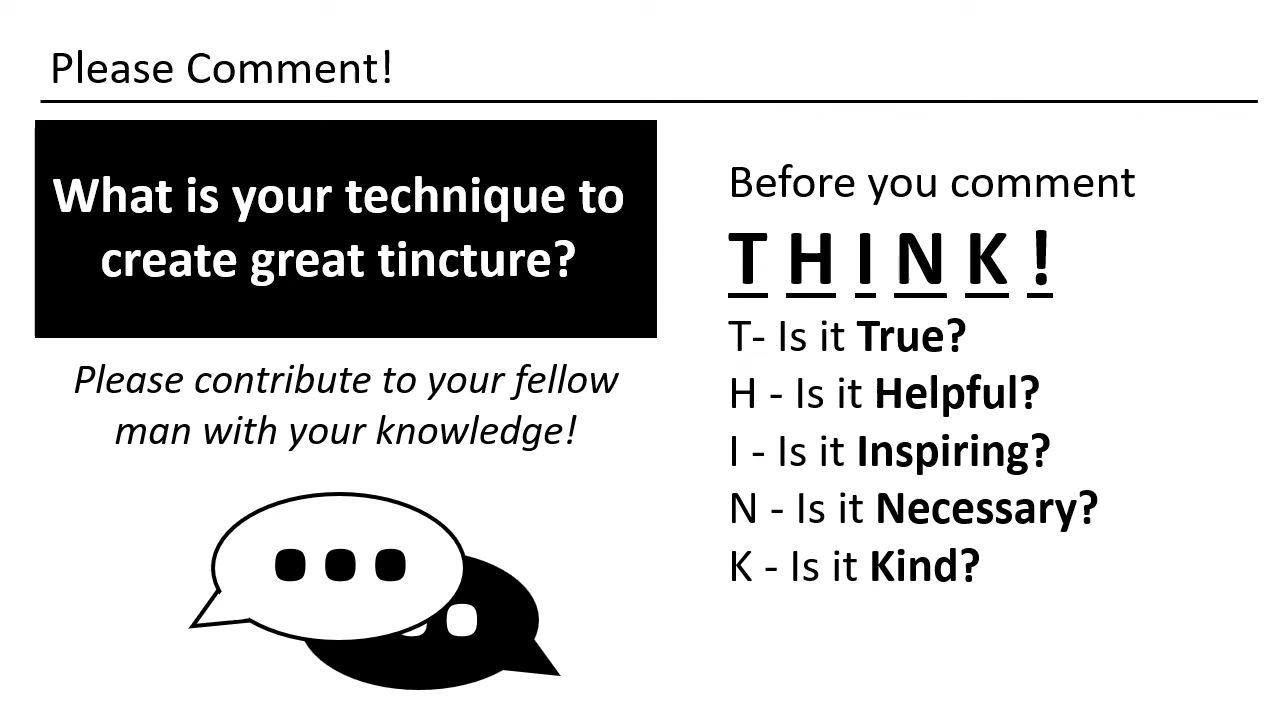 Please Comment!
What is your technique to
create great tincture?
Please contribute to your fellow
man with your knowledge!
Before you comment
T H I N K !
T- Is it True?
H - Is it Helpful?
I - Is it Inspiring?
N - Is it Necessary?
K - Is it Kind?